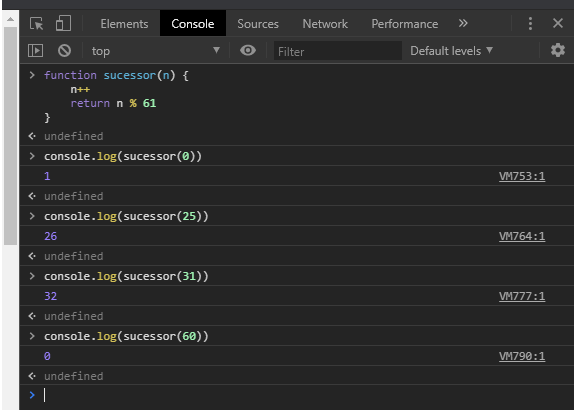 Elements Console Sources Network Performance »
top Filter Default levels
> function sucessor(n) {
n++
return n % 61
}
undefined
> console.log(sucessor(0))
1 VM753:1
undefined
> console.log(sucessor(25))
26 VM764:1
undefined
> console.log(sucessor(31))
32 VM777:1
undefined
> console.log(sucessor(60))
0 VM790:1
undefined
>